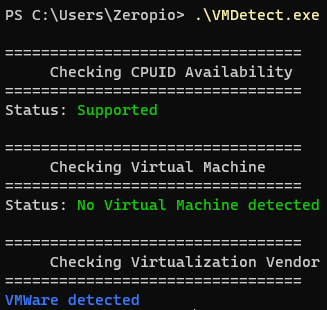 PS C:\Users\Zeropio> .\VMDetect.exe
=================================
Checking CPUID Availability
=================================
Status: Supported
=================================
Checking Virtual Machine
=================================
Status: No Virtual Machine detected
=================================
Checking Virtualization Vendor
=================================
VMWare detected